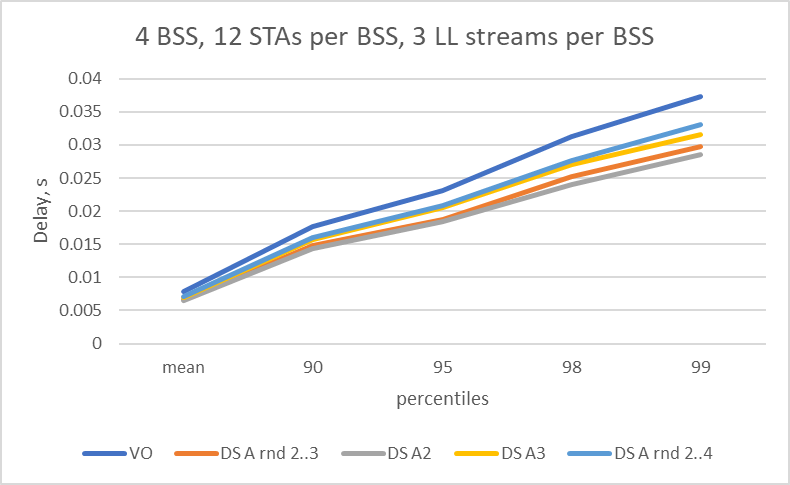 4 BSS, 12 STAs per BSS, 3 LL streams per BSS
0.04
0.035
0.03
0.025
0.02
0.015
0.01
0.005
0
Delay, s
mean 90 95 98 99
percentiles
VO DS A rnd 2..3 DS A2 DS A3 DS A rnd 2..4